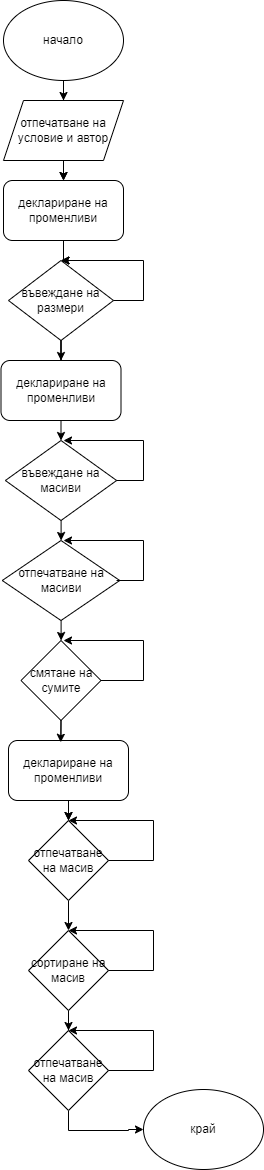 начало
отпечатване на
условие и автор
деклариране на
променливи
въвеждане на
размери
деклариране на
променливи
въвеждане на
масиви
отпечатване на
масиви
смятане на
сумите
деклариране на
променливи
отпечатване
на масив
сортиране на
масив
отпечатване
на масив
край